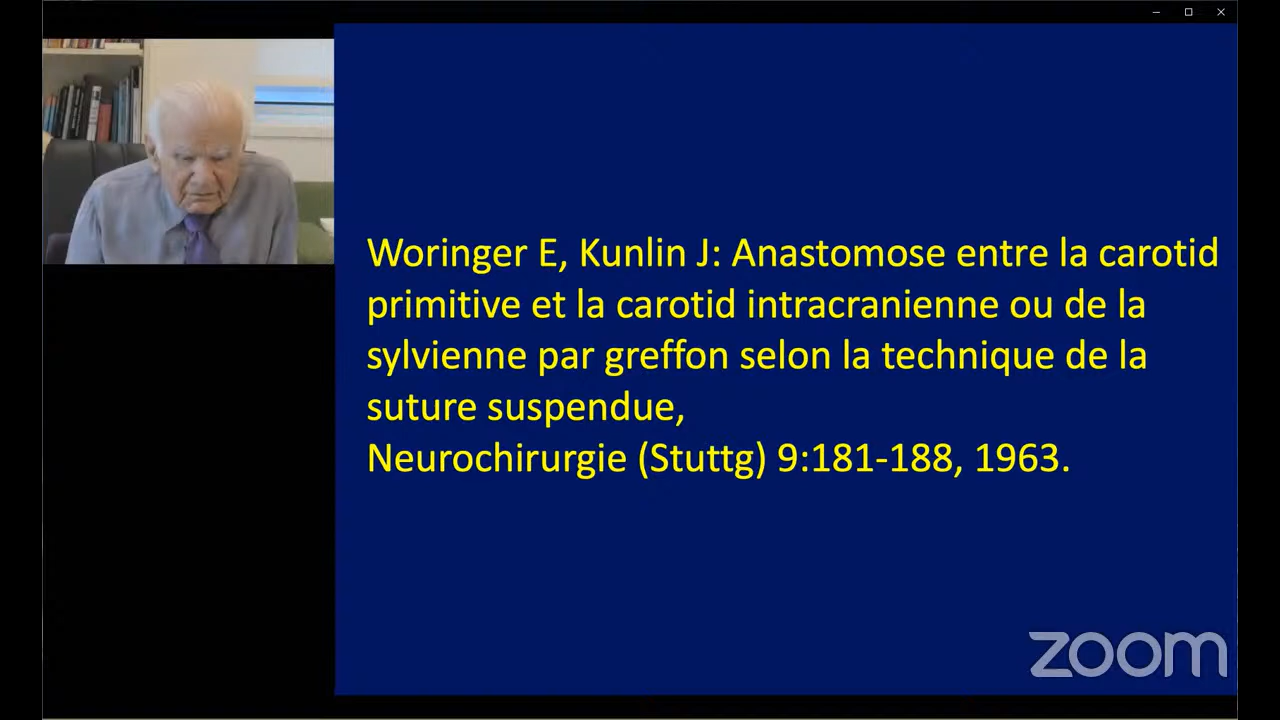 Woringer E, Kunlin J: Anastomose entre la carotid
primitive et la carotid intracranienne ou de la
sylvienne par greffon selon la technique de la
suture suspendue,
Neurochirurgie (Stuttg) 9:181-188, 1963.
zoom